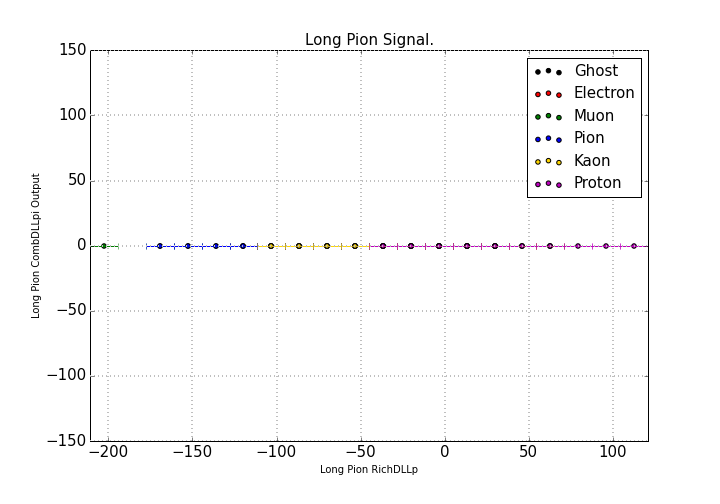 Long Pion Signal.
150
100
50
0
−50
−100
−150
Long Pion CombDLLpi Output
Ghost
Electron
Muon
Pion
Kaon
Proton
−200 −150 −100 −50 0 50 100
Long Pion RichDLLp